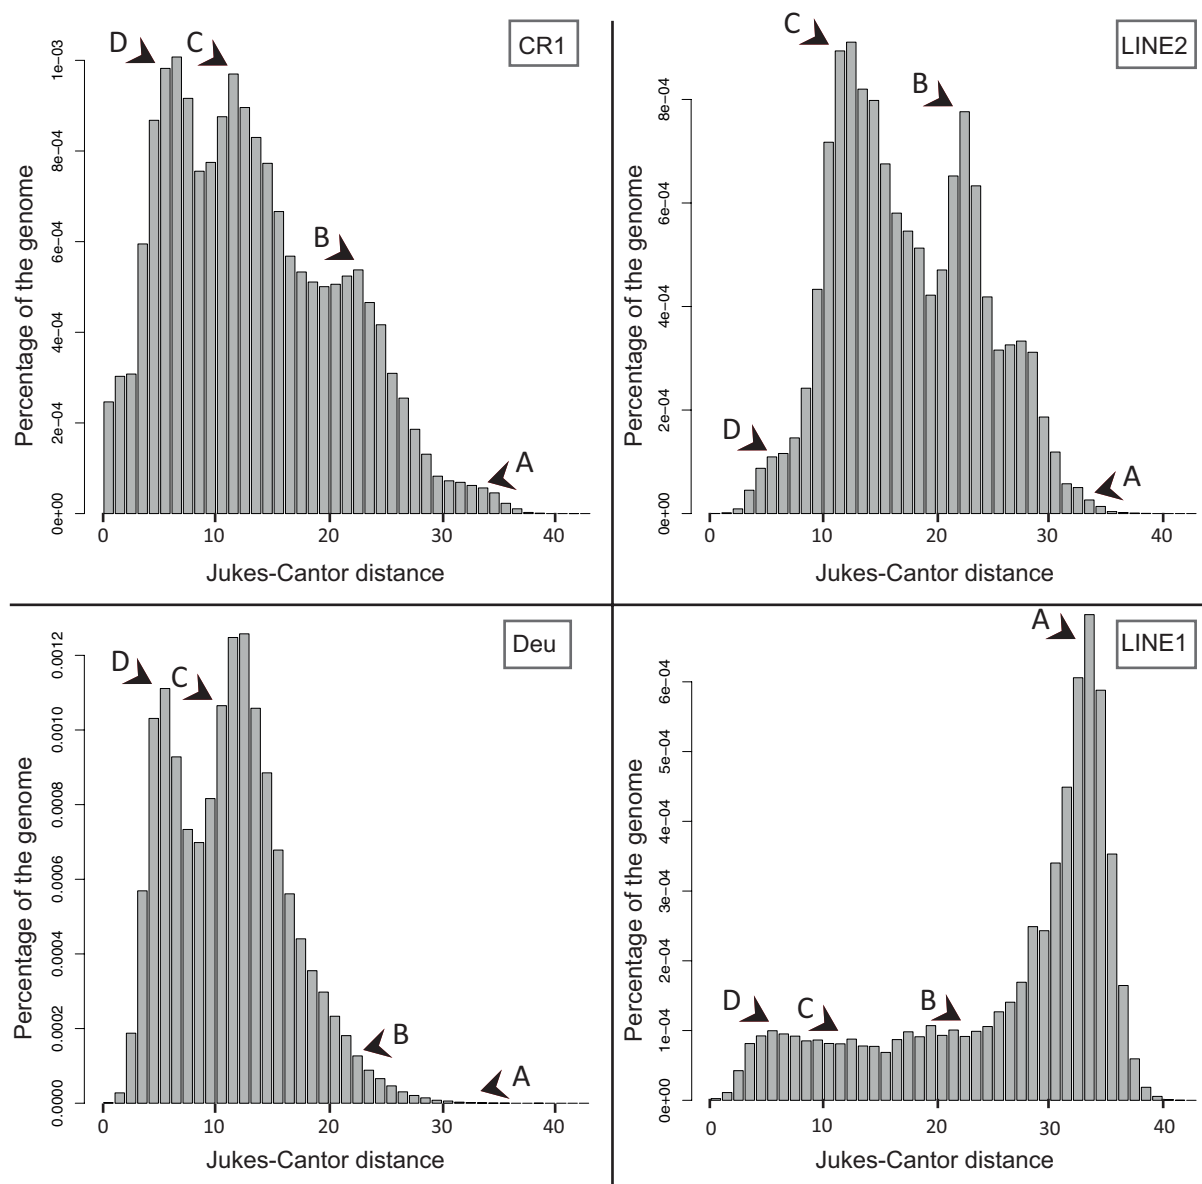 CR1
D
C
B
A
Percentage of the genome
1e−03
8e−04
6e−04
4e−04
2e−04
0e+00
0 10 20 30 40
Jukes-Cantor distance
LINE2
C
B
D
A
Percentage of the genome
8e−04
6e−04
4e−04
2e−04
0e+00
0 10 20 30 40
Jukes-Cantor distance
Deu
D
C
B
A
Percentage of the genome
0.0012
0.0010
0.0008
0.0006
0.0004
0.0002
0.0000
0 10 20 30 40
Jukes-Cantor distance
LINE1
A
D
C
B
Percentage of the genome
6e−04
5e−04
4e−04
3e−04
2e−04
1e−04
0e+00
0 10 20 30 40
Jukes-Cantor distance